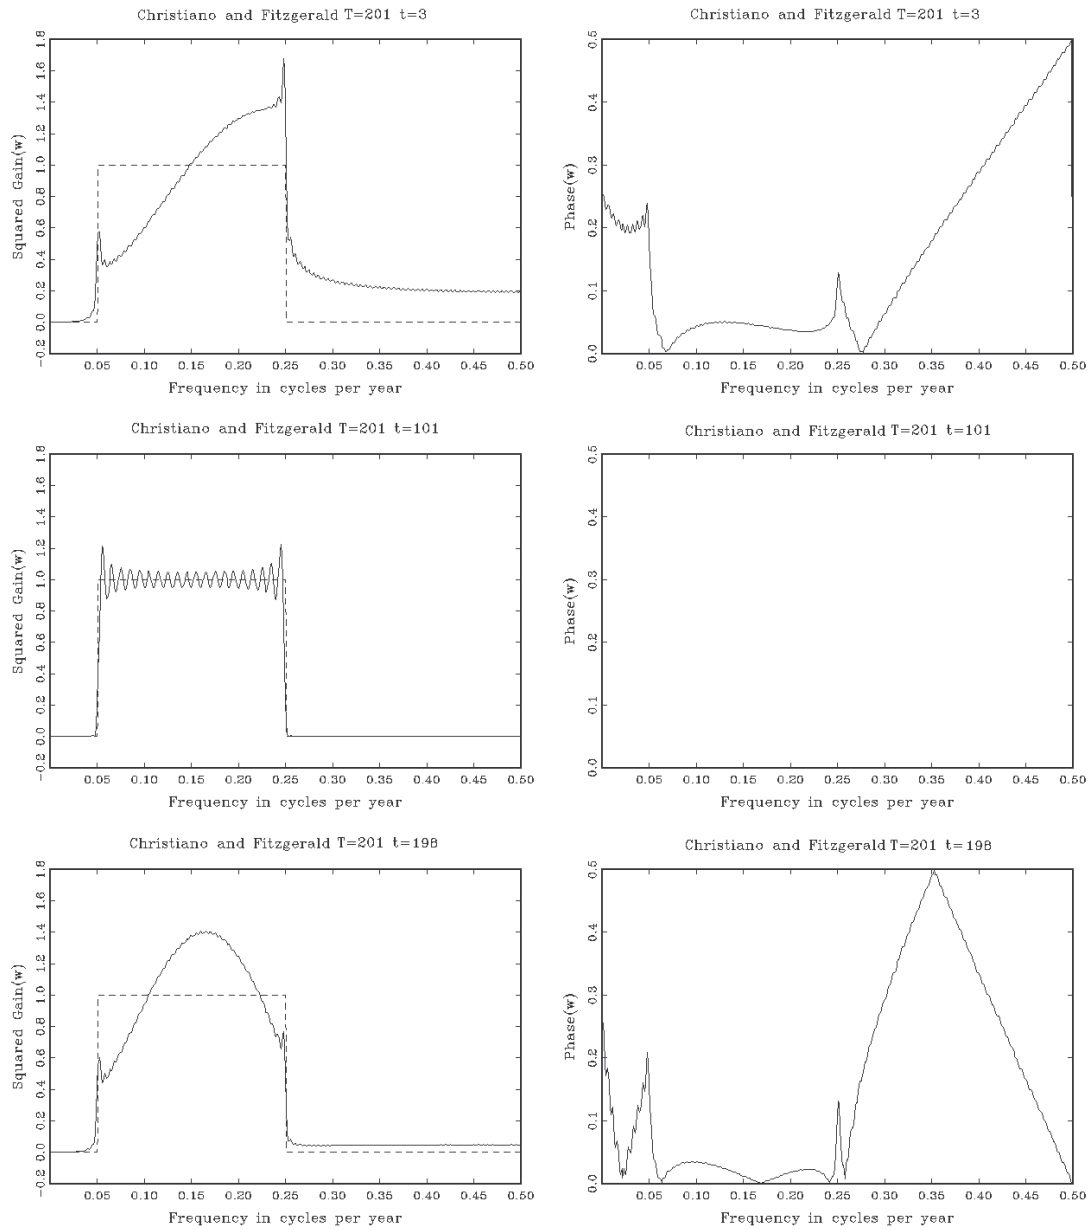 Christiano and Fitzgerald T=201 t=3
Squared Gain(w)
-0.2 0.0 0.2 0.4 0.6 0.8 1.0 1.2 1.4 1.6 1.8
0.05 0.10 0.15 0.20 0.25 0.30 0.35 0.40 0.45 0.50
Frequency in cycles per year
Christiano and Fitzgerald T=201 t=3
Phase(w)
0.0 0.1 0.2 0.3 0.4 0.5
0.05 0.10 0.15 0.20 0.25 0.30 0.35 0.40 0.45 0.50
Frequency in cycles per year
Christiano and Fitzgerald T=201 t=101
Squared Gain(w)
-0.2 0.0 0.2 0.4 0.6 0.8 1.0 1.2 1.4 1.6 1.8
0.05 0.10 0.15 0.20 0.25 0.30 0.35 0.40 0.45 0.50
Frequency in cycles per year
Christiano and Fitzgerald T=201 t=101
Phase(w)
0.0 0.1 0.2 0.3 0.4 0.5
0.05 0.10 0.15 0.20 0.25 0.30 0.35 0.40 0.45 0.50
Frequency in cycles per year
Christiano and Fitzgerald T=201 t=198
Squared Gain(w)
-0.2 0.0 0.2 0.4 0.6 0.8 1.0 1.2 1.4 1.6 1.8
0.05 0.10 0.15 0.20 0.25 0.30 0.35 0.40 0.45 0.50
Frequency in cycles per year
Christiano and Fitzgerald T=201 t=198
Phase(w)
0.0 0.1 0.2 0.3 0.4 0.5
0.05 0.10 0.15 0.20 0.25 0.30 0.35 0.40 0.45 0.50
Frequency in cycles per year